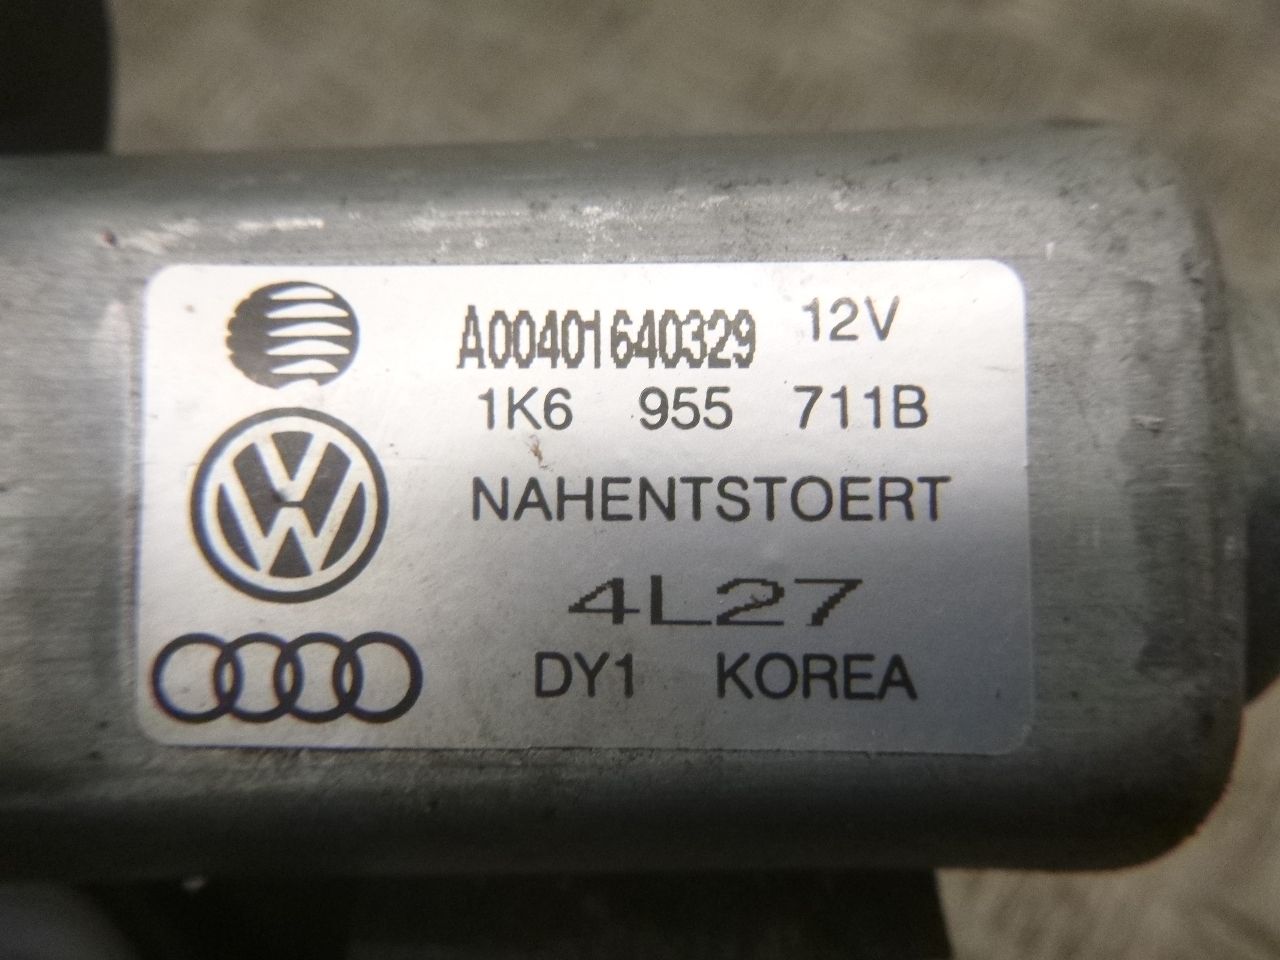 A00401640329 12V
1K6 955 711B
NAHENTSTOERT
4L27
DY1 KOREA